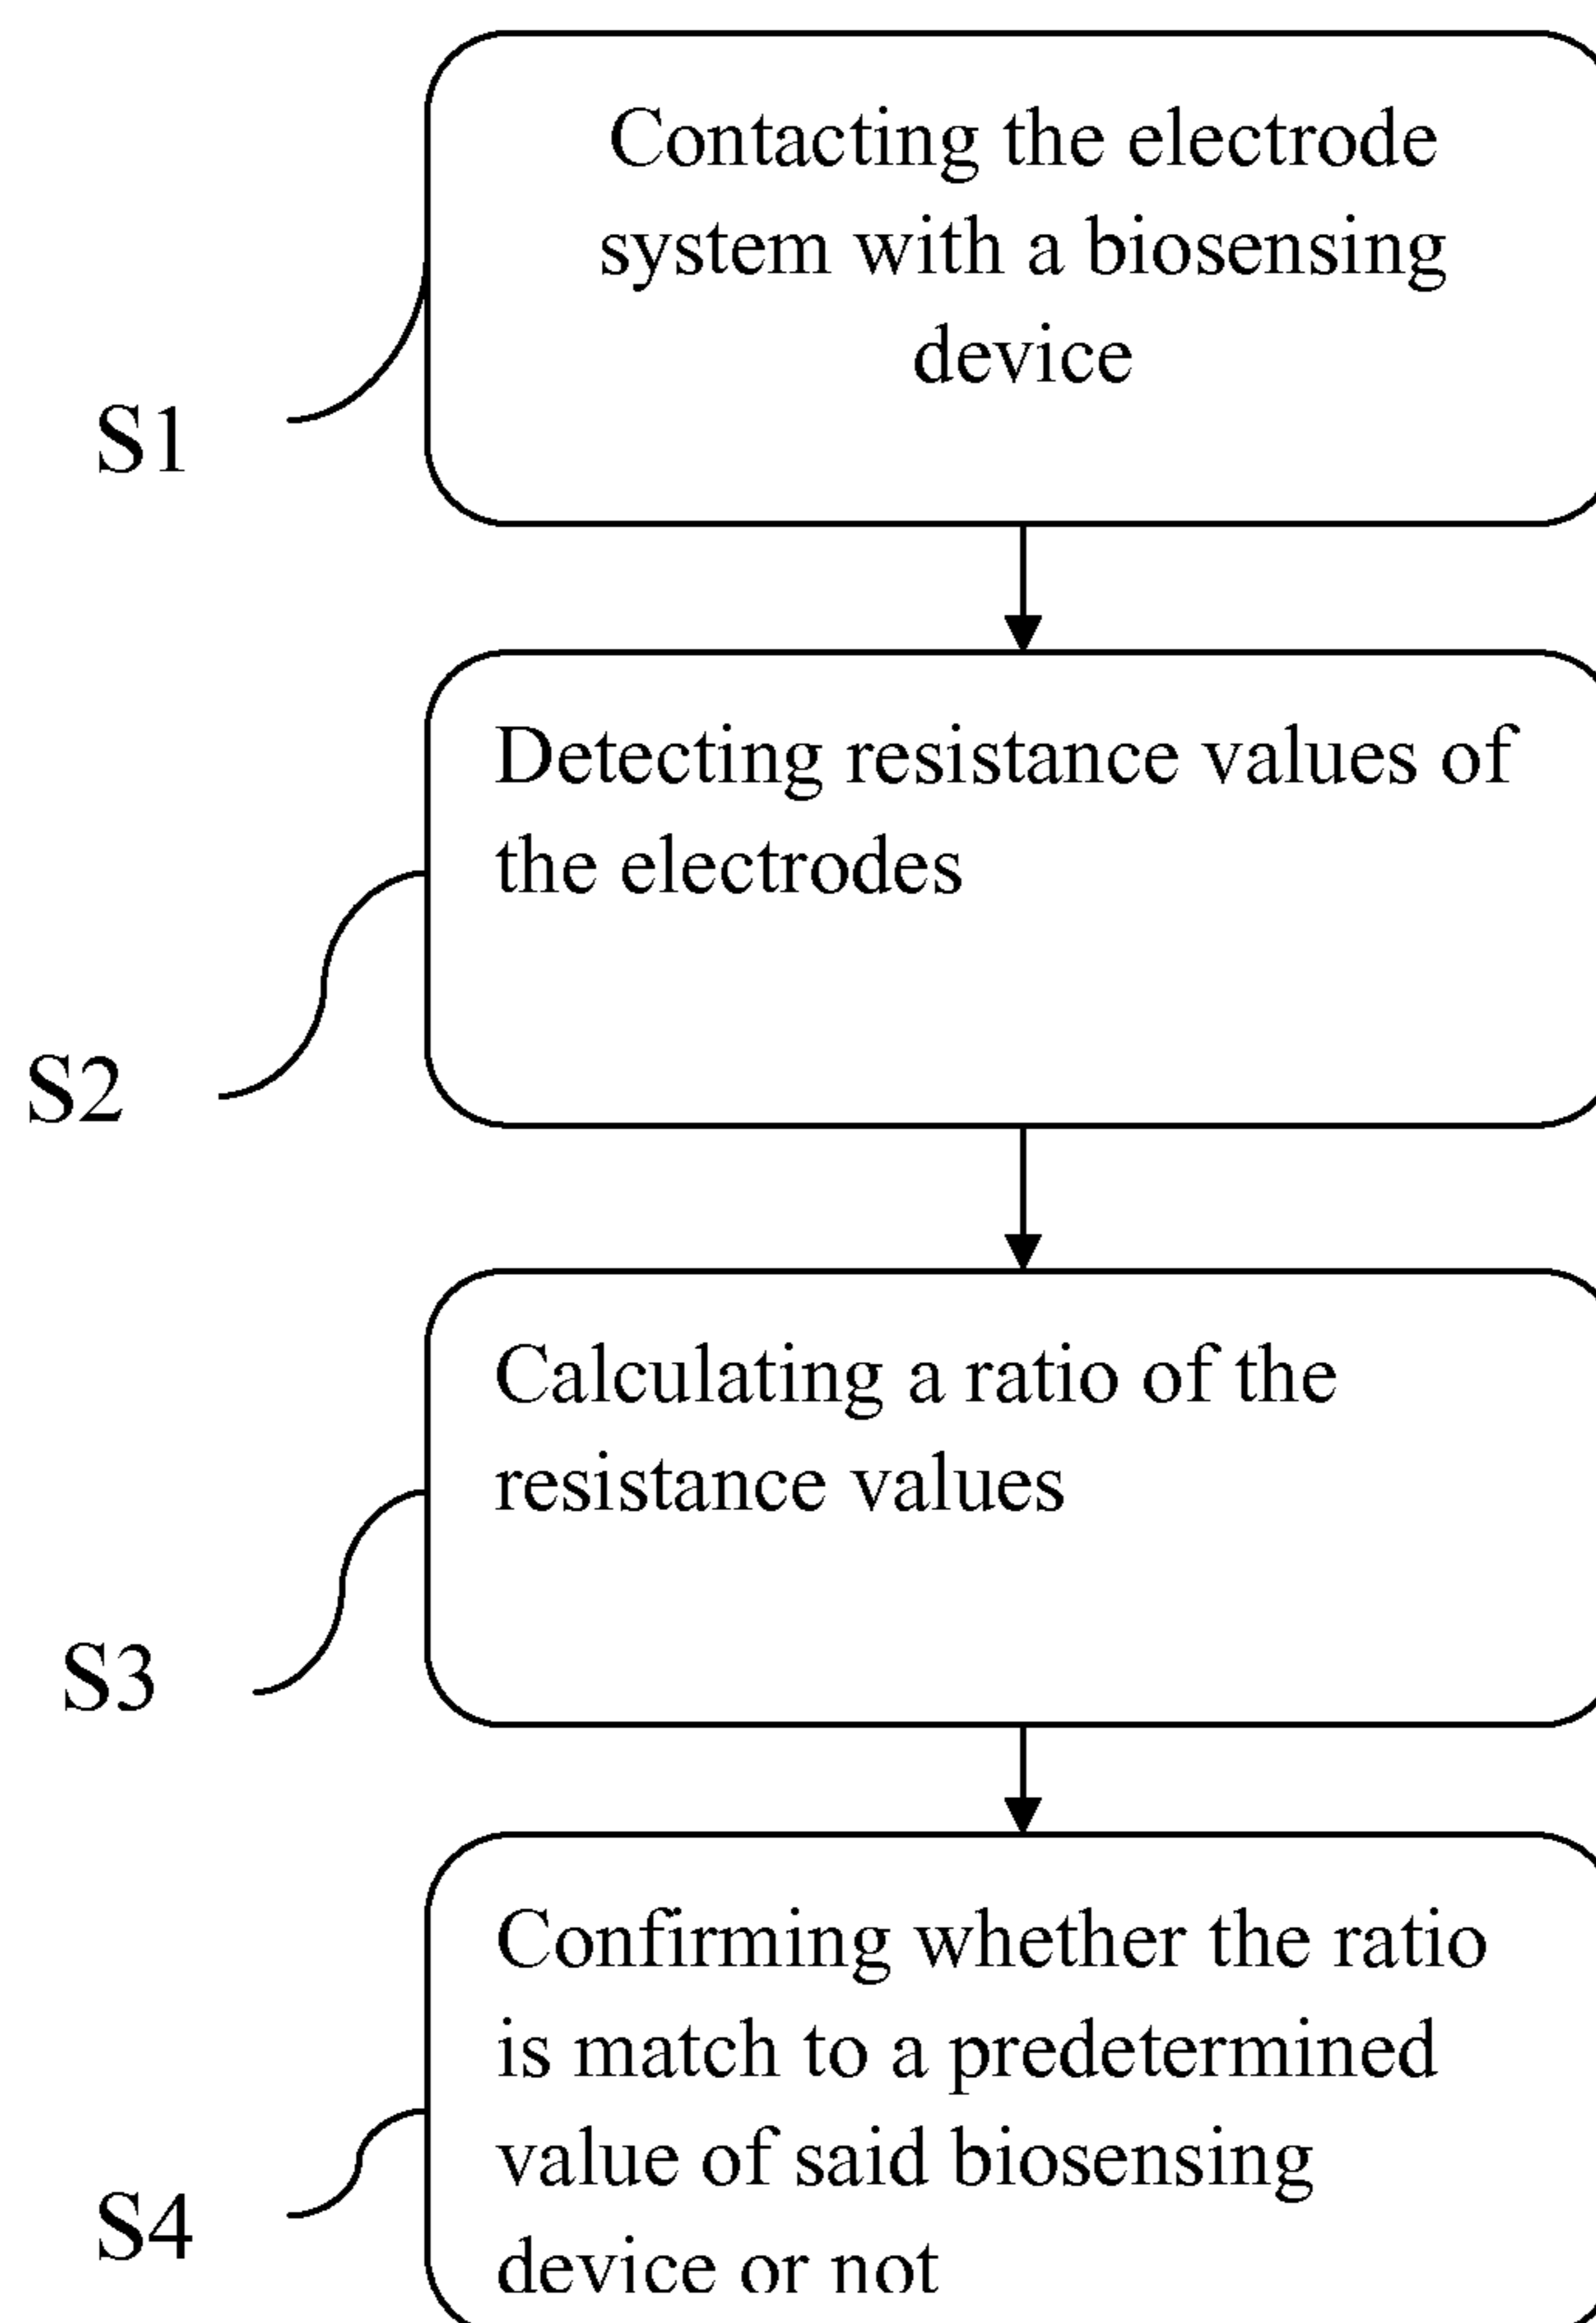 Contacting the electrode
system with a biosensing
device
S1
Detecting resistance values of
the electrodes
S2
Calculating a ratio of the
resistance values
S3
Confirming whether the ratio
is match to a predetermined
value of said biosensing
device or not
S4